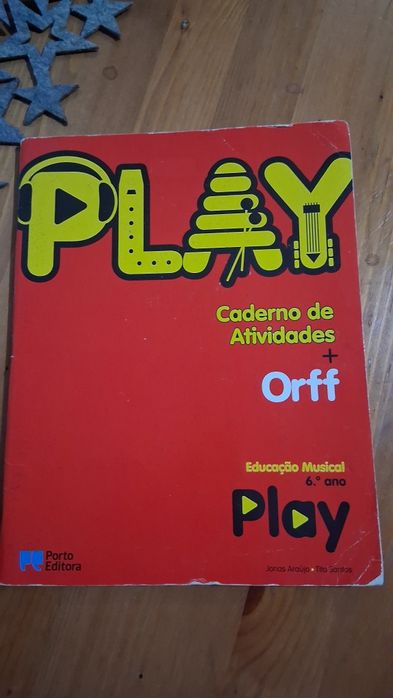 PLAY
Caderno de
Atividades
+
Orff
Educação Musical
6.º ano
Play
Porto
Editora
Jonas Araújo • Tito Santos